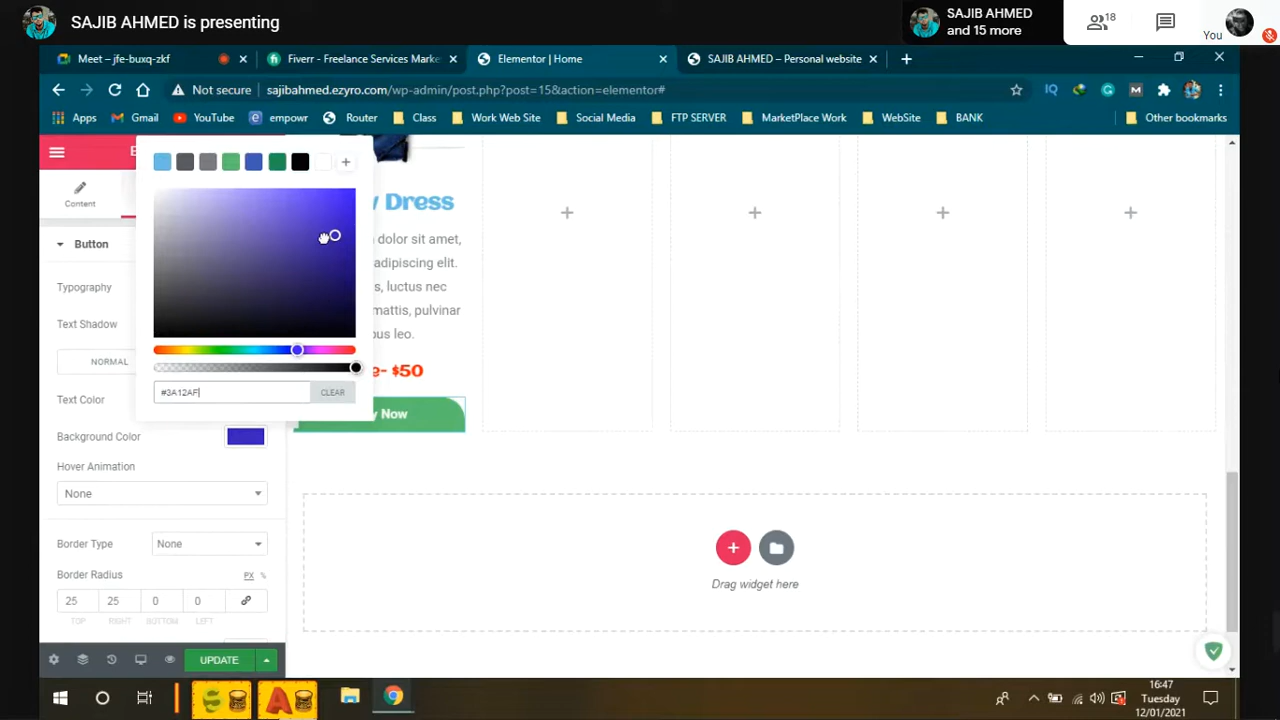 SAJIB AHMED is presenting
SAJIB AHMED
and 15 more
18
You
Meet – jfe-buxq-zkf
Fiverr - Freelance Services Marke
Elementor | Home
SAJIB AHMED – Personal website
Not secure
sajibahmed.ezyro.com/wp-admin/post.php?post=15&action=elementor#
IQ
M
Apps
Gmail
YouTube
empowr
Router
Class
Work Web Site
Social Media
FTP SERVER
MarketPlace Work
WebSite
BANK
Other bookmarks
E
Content
Button
Typography
Text Shadow
NORMAL
Text Color
#3A12AF
CLEAR
Background Color
Hover Animation
None
Border Type
None
Border Radius
PX
%
25
25
0
0
TOP
RIGHT
BOTTOM
LEFT
UPDATE
Dress
dolor sit amet,
adipiscing elit.
s, luctus nec
mattis, pulvinar
us leo.
e- $50
Now
Drag widget here
16:47
Tuesday
12/01/2021